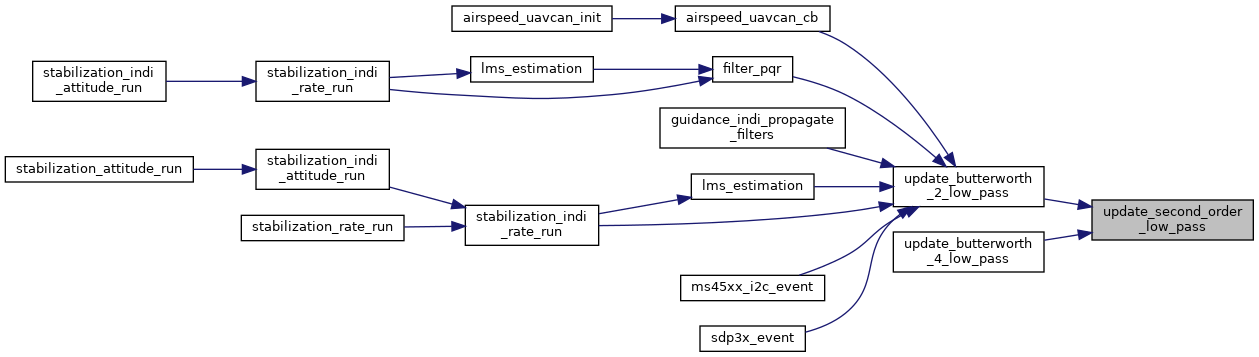 airspeed_uavcan_init
airspeed_uavcan_cb
stabilization_indi
_attitude_run
stabilization_indi
_rate_run
lms_estimation
filter_pqr
guidance_indi_propagate
_filters
stabilization_attitude_run
stabilization_indi
_attitude_run
lms_estimation
update_butterworth
_2_low_pass
update_second_order
_low_pass
stabilization_rate_run
stabilization_indi
_rate_run
update_butterworth
_4_low_pass
ms45xx_i2c_event
sdp3x_event